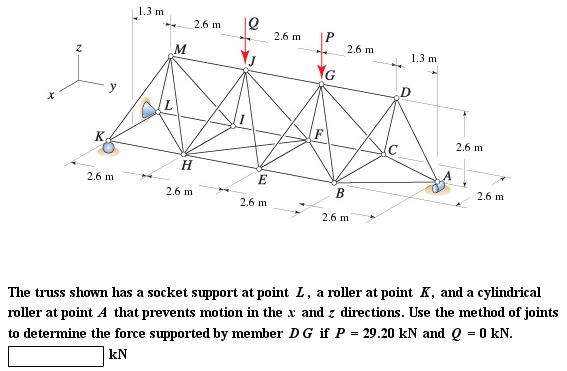 1.3 m
2.6 m
Q
2.6 m
P
2.6 m
1.3 m
z
y
x
M
J
G
D
L
I
F
C
K
H
E
B
A
2.6 m
2.6 m
2.6 m
2.6 m
2.6 m
2.6 m
The truss shown has a socket support at point L, a roller at point K, and a cylindrical
roller at point A that prevents motion in the x and z directions. Use the method of joints
to determine the force supported by member DG if P = 29.20 kN and Q = 0 kN.
kN